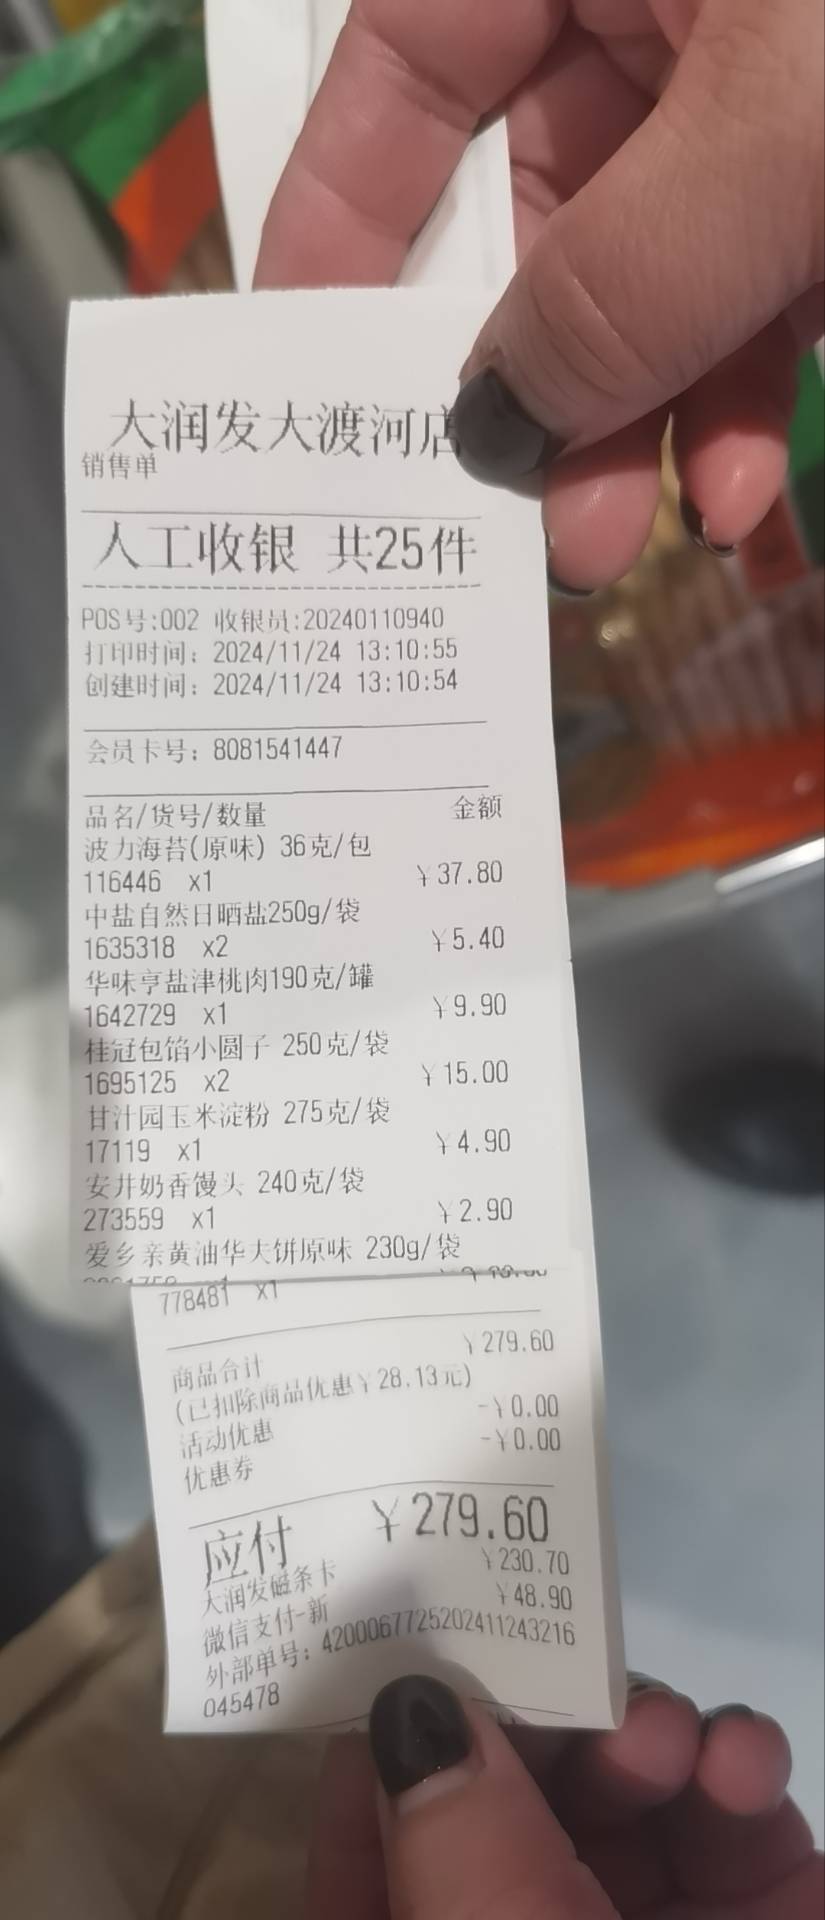 大润发大渡河店
销售单
人工收银 共25件
POS号:002 收银员:20240110940
打印时间：2024/11/24 13:10:55
创建时间：2024/11/24 13:10:54
会员卡号：8081541447
品名/货号/数量 金额
波力海苔(原味) 36克/包
116446 x1 ￥37.80
中盐自然日晒盐250g/袋
1635318 x2 ￥5.40
华味亨盐津桃肉190克/罐
1642729 x1 ￥9.90
桂冠包馅小圆子 250克/袋
1695125 x2 ￥15.00
甘汁园玉米淀粉 275克/袋
17119 x1 ￥4.90
安井奶香馒头 240克/袋
273559 x1 ￥2.90
爱乡亲黄油华夫饼原味 230g/袋
778481 x1
商品合计 ￥279.60
(已扣除商品优惠￥28.13元)
活动优惠 -￥0.00
优惠券 -￥0.00
应付 ￥279.60
大润发磁条卡 ￥230.70
微信支付-新 ￥48.90
外部单号：4200067725202411243216
045478